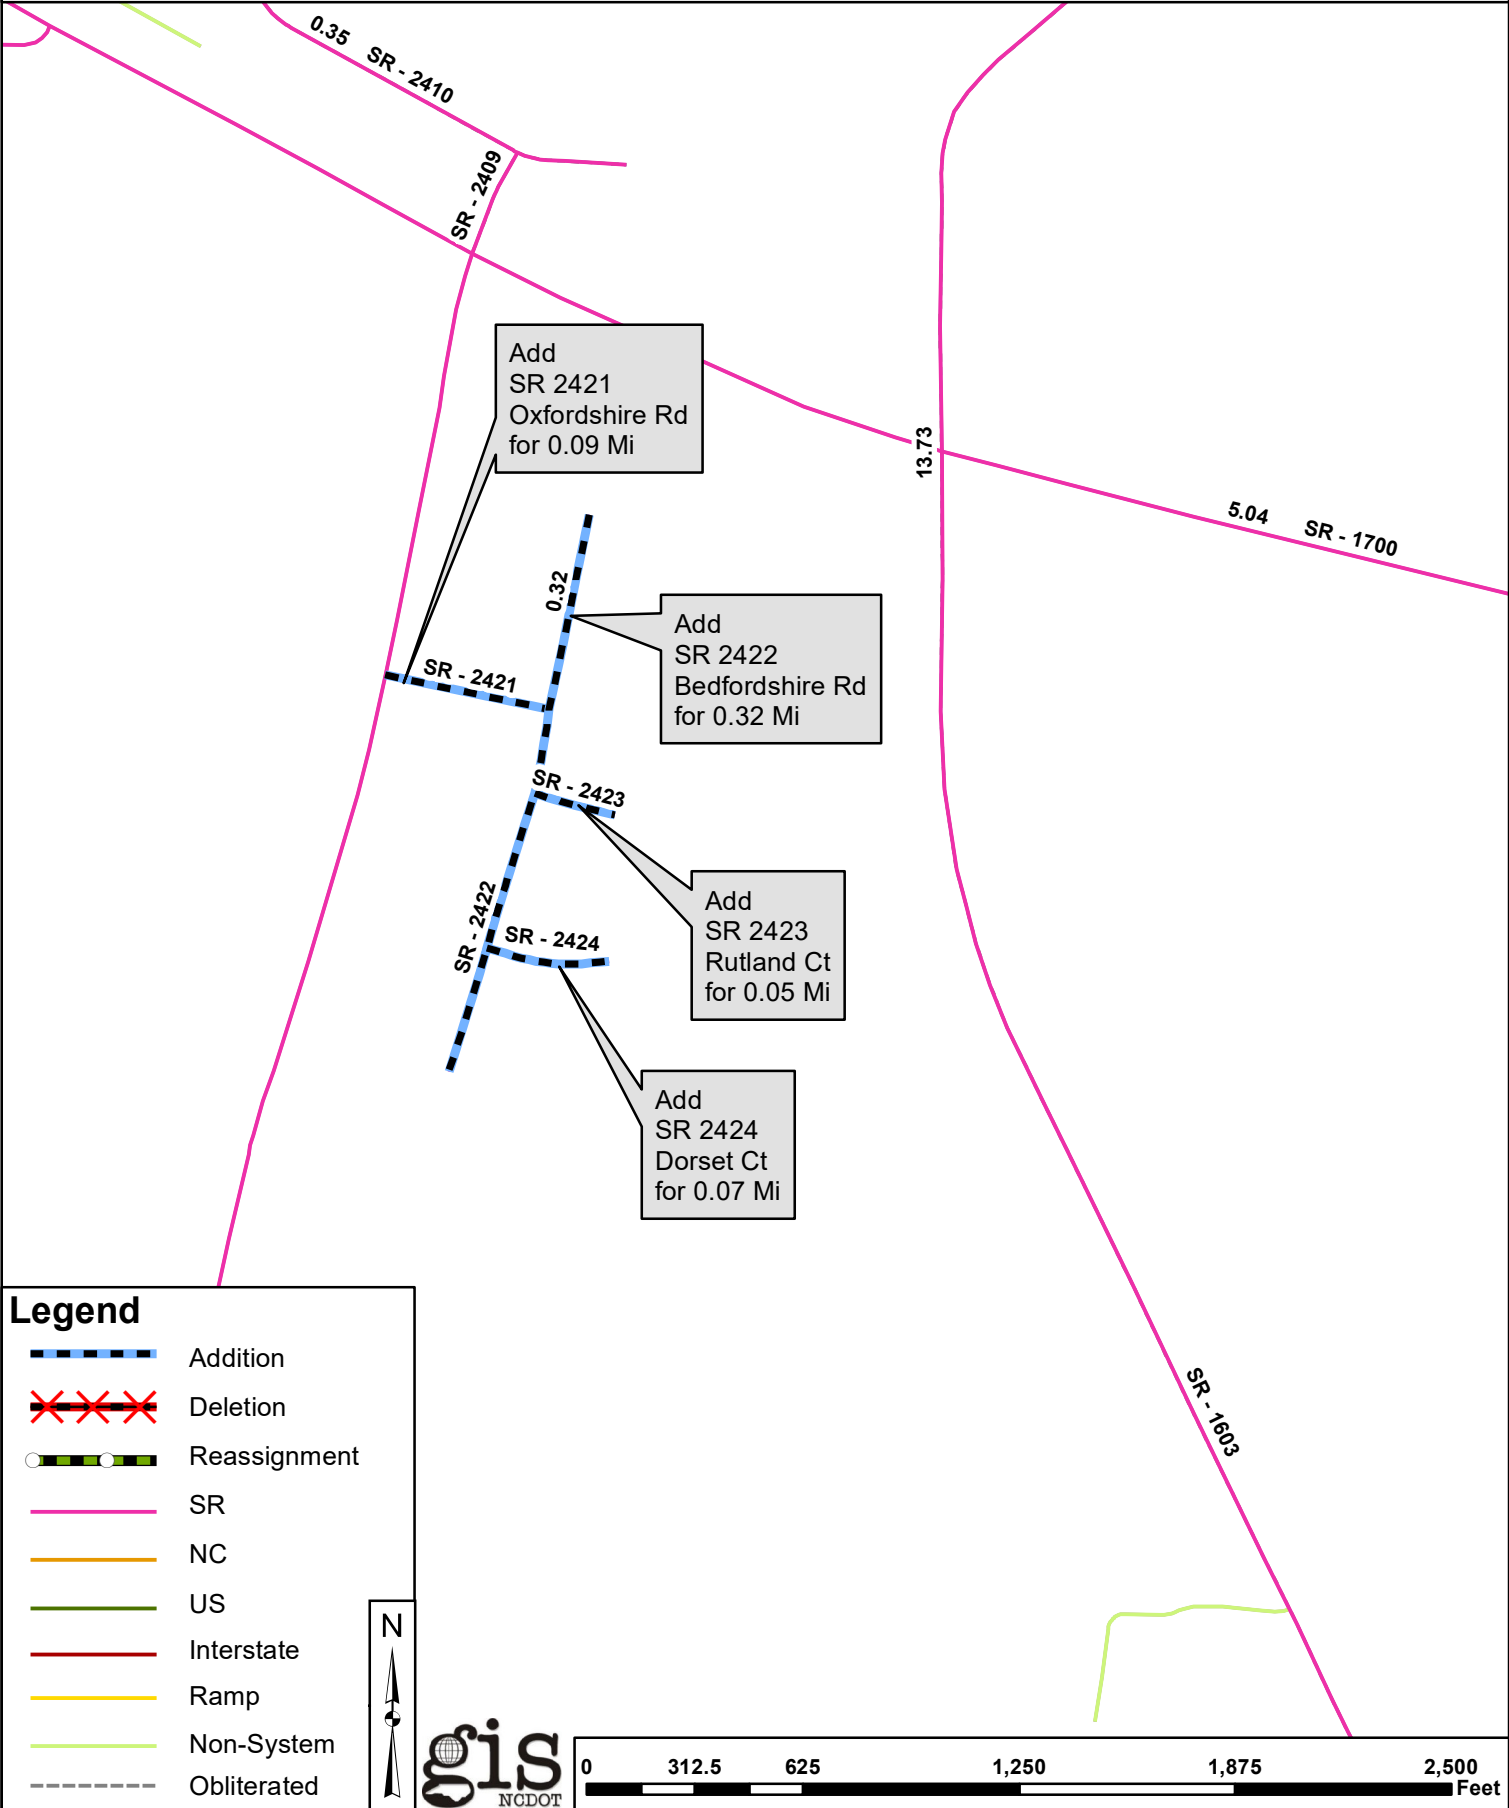 0.35 SR - 2410
SR - 2409
Add
SR 2421
Oxfordshire Rd
for 0.09 Mi
13.73
5.04 SR - 1700
0.32
Add
SR 2422
Bedfordshire Rd
for 0.32 Mi
SR - 2421
SR - 2423
Add
SR 2423
Rutland Ct
for 0.05 Mi
SR - 2422
SR - 2424
Add
SR 2424
Dorset Ct
for 0.07 Mi
SR - 1603
Legend
Addition
Deletion
Reassignment
SR
NC
US
Interstate
Ramp
Non-System
Obliterated
N
gis
NCDOT
0 312.5 625 1,250 1,875 2,500
Feet